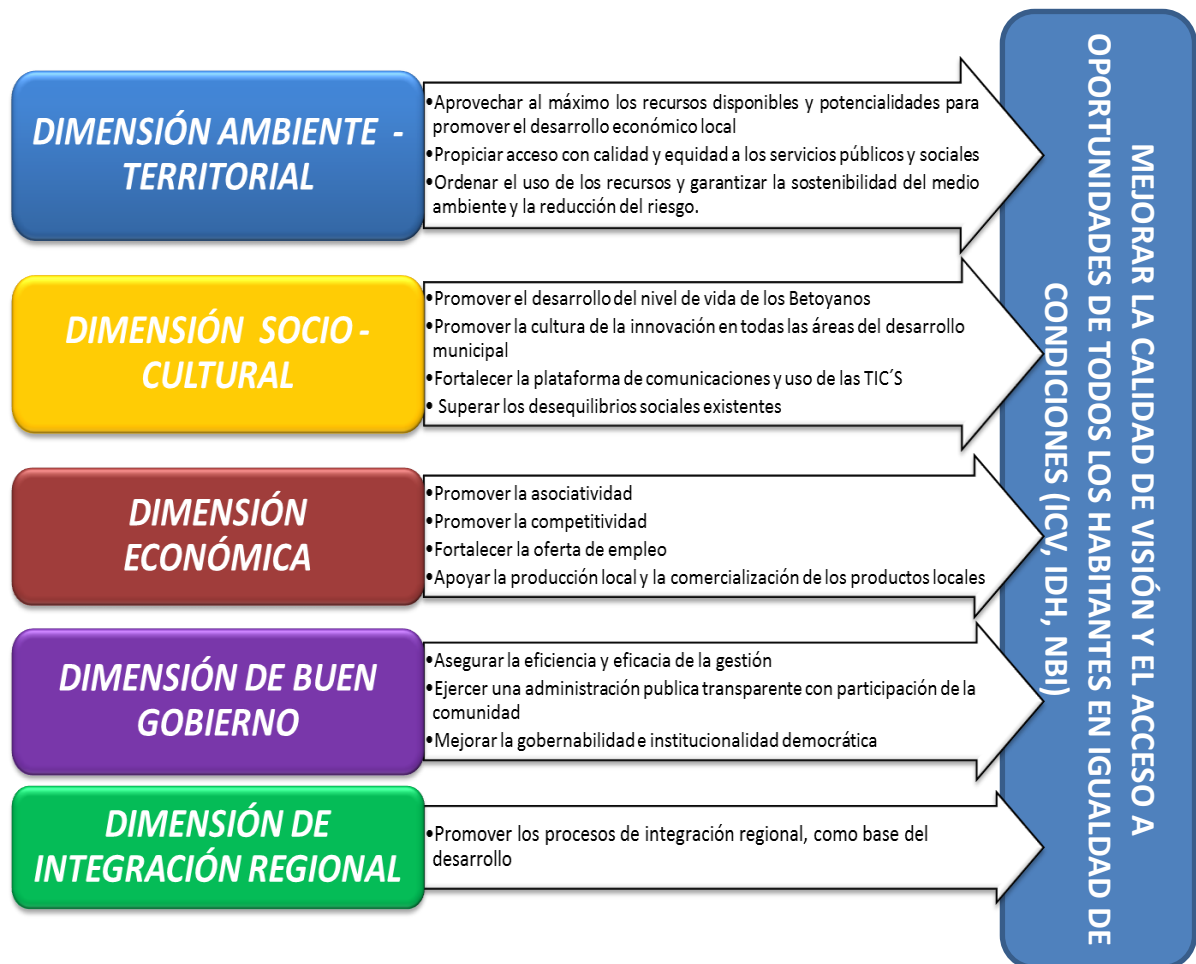 DIMENSIÓN AMBIENTE -
TERRITORIAL
•Aprovechar al máximo los recursos disponibles y potencialidades para
promover el desarrollo económico local
•Propiciar acceso con calidad y equidad a los servicios públicos y sociales
•Ordenar el uso de los recursos y garantizar la sostenibilidad del medio
ambiente y la reducción del riesgo.
DIMENSIÓN SOCIO -
CULTURAL
•Promover el desarrollo del nivel de vida de los Betoyanos
•Promover la cultura de la innovación en todas las áreas del desarrollo
municipal
•Fortalecer la plataforma de comunicaciones y uso de las TIC´S
• Superar los desequilibrios sociales existentes
DIMENSIÓN
ECONÓMICA
•Promover la asociatividad
•Promover la competitividad
•Fortalecer la oferta de empleo
•Apoyar la producción local y la comercialización de los productos locales
DIMENSIÓN DE BUEN
GOBIERNO
•Asegurar la eficiencia y eficacia de la gestión
•Ejercer una administración publica transparente con participación de la
comunidad
•Mejorar la gobernabilidad e institucionalidad democrática
DIMENSIÓN DE
INTEGRACIÓN REGIONAL
•Promover los procesos de integración regional, como base del
desarrollo
MEJORAR LA CALIDAD DE VISIÓN Y EL ACCESO A
OPORTUNIDADES DE TODOS LOS HABITANTES EN IGUALDAD DE
CONDICIONES (ICV, IDH, NBI)